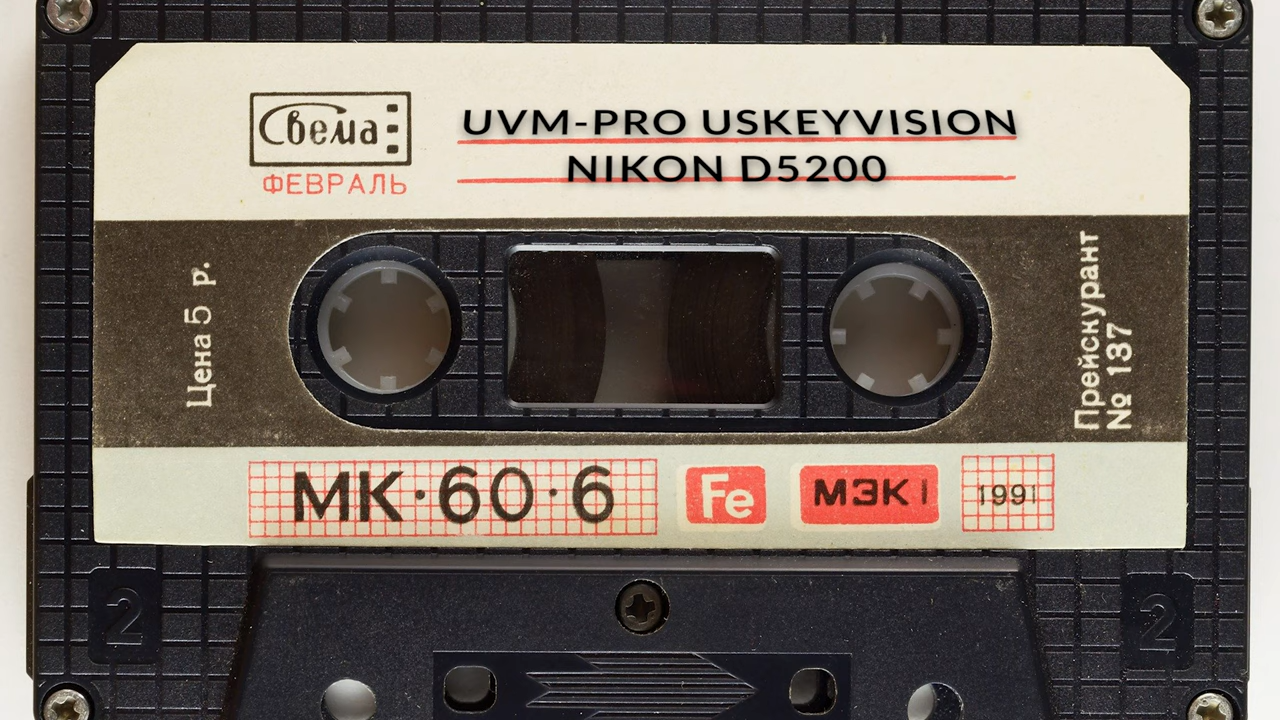 Свема
ФЕВРАЛЬ
UVM-PRO USKEYVISION
NIKON D5200
Цена 5 р.
Прейскурант
№ 137
МК·60·6
Fe
МЭК I
1991
2
2